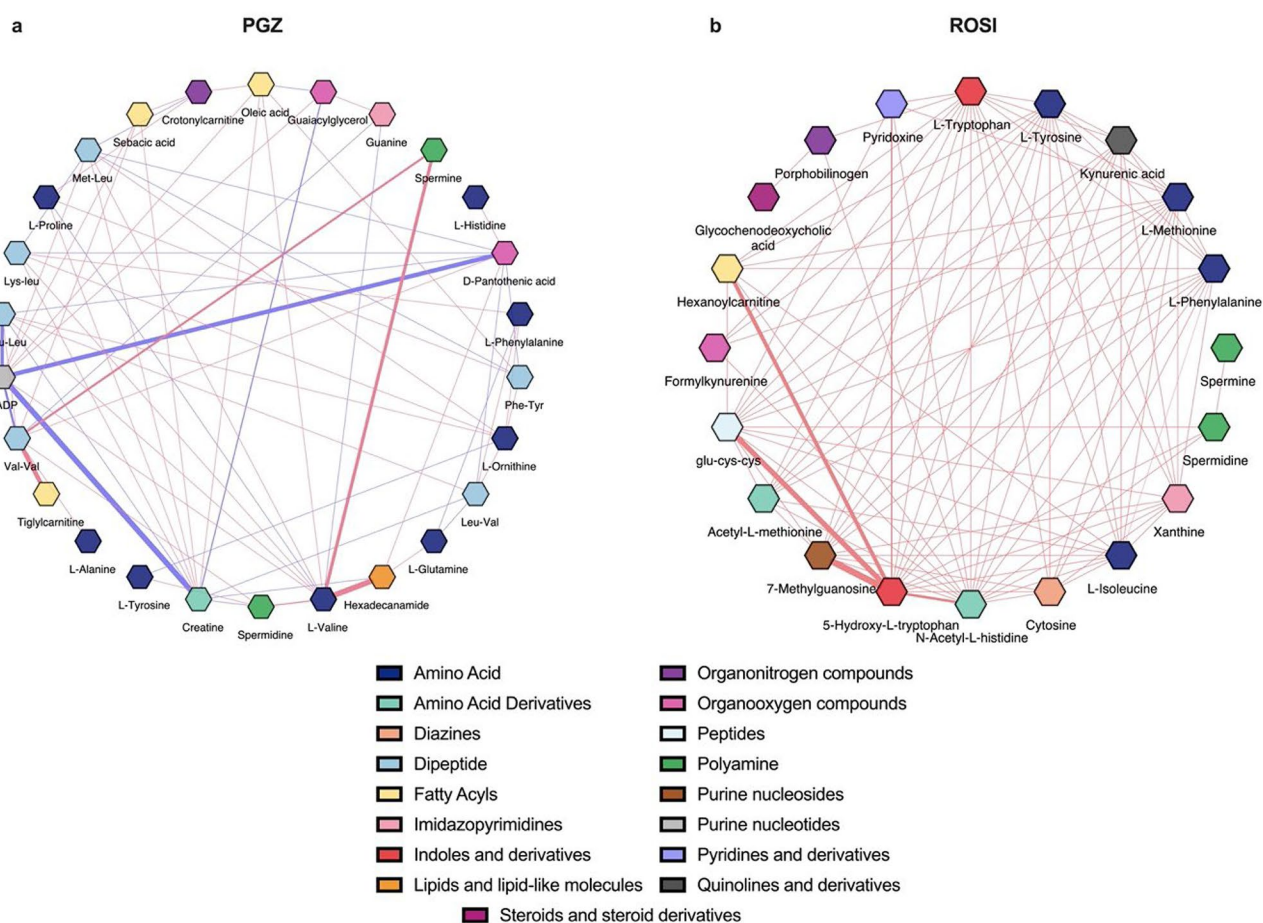 a
PGZ
b
ROSI
Crotonylcarnitine
Oleic acid
Guaiacylglycerol
Sebacic acid
Guanine
Met-Leu
Spermine
L-Proline
L-Histidine
Lys-leu
D-Pantothenic acid
u-Leu
L-Phenylalanine
ADP
Phe-Tyr
Val-Val
L-Ornithine
Tiglylcarnitine
Leu-Val
L-Alanine
L-Glutamine
L-Tyrosine
Hexadecanamide
Creatine
Spermidine
L-Valine
Pyridoxine
L-Tryptophan
L-Tyrosine
Porphobilinogen
Kynurenic acid
Glycochenodeoxycholic
acid
L-Methionine
Hexanoylcarnitine
L-Phenylalanine
Formylkynurenine
Spermine
glu-cys-cys
Spermidine
Acetyl-L-methionine
Xanthine
7-Methylguanosine
L-Isoleucine
5-Hydroxy-L-tryptophan
N-Acetyl-L-histidine
Cytosine
Amino Acid
Amino Acid Derivatives
Diazines
Dipeptide
Fatty Acyls
Imidazopyrimidines
Indoles and derivatives
Lipids and lipid-like molecules
Organonitrogen compounds
Organooxygen compounds
Peptides
Polyamine
Purine nucleosides
Purine nucleotides
Pyridines and derivatives
Quinolines and derivatives
Steroids and steroid derivatives